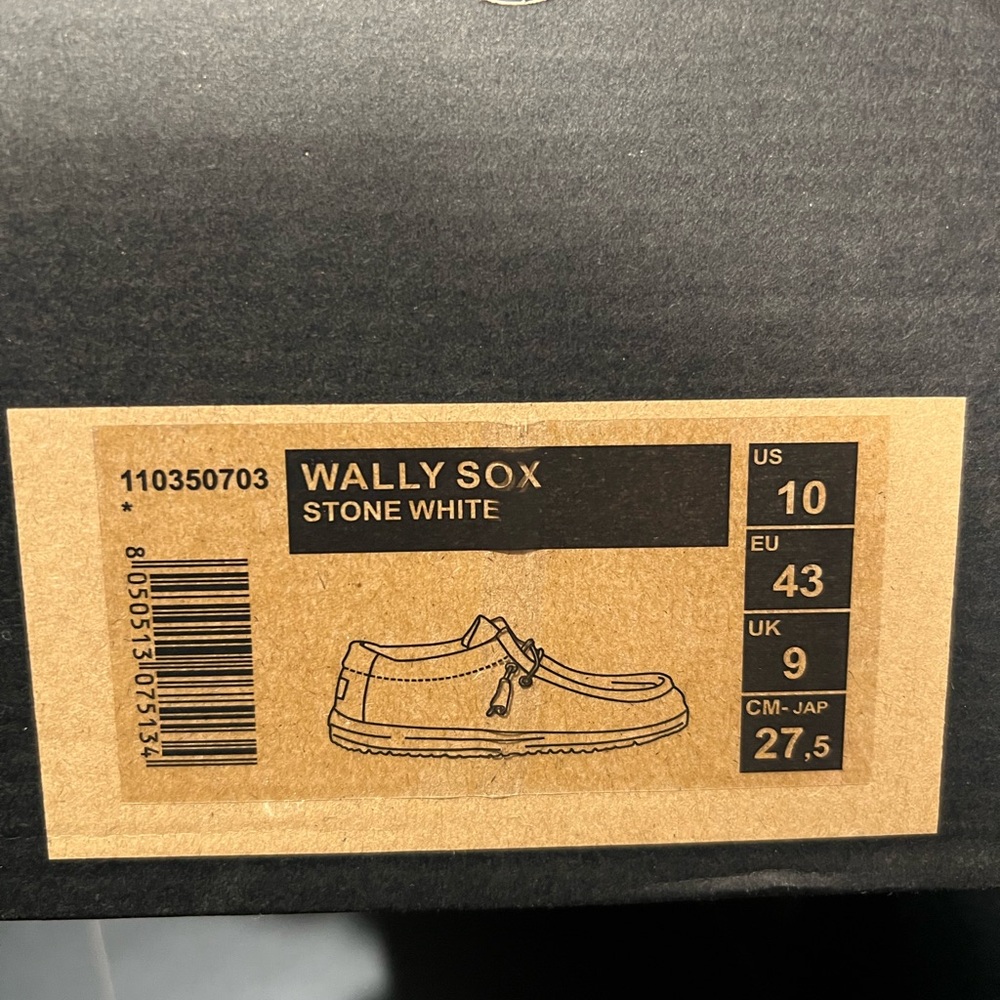 110350703
*
8 050513 075134
WALLY SOX
STONE WHITE
US
10
EU
43
UK
9
CM- JAP
27,5